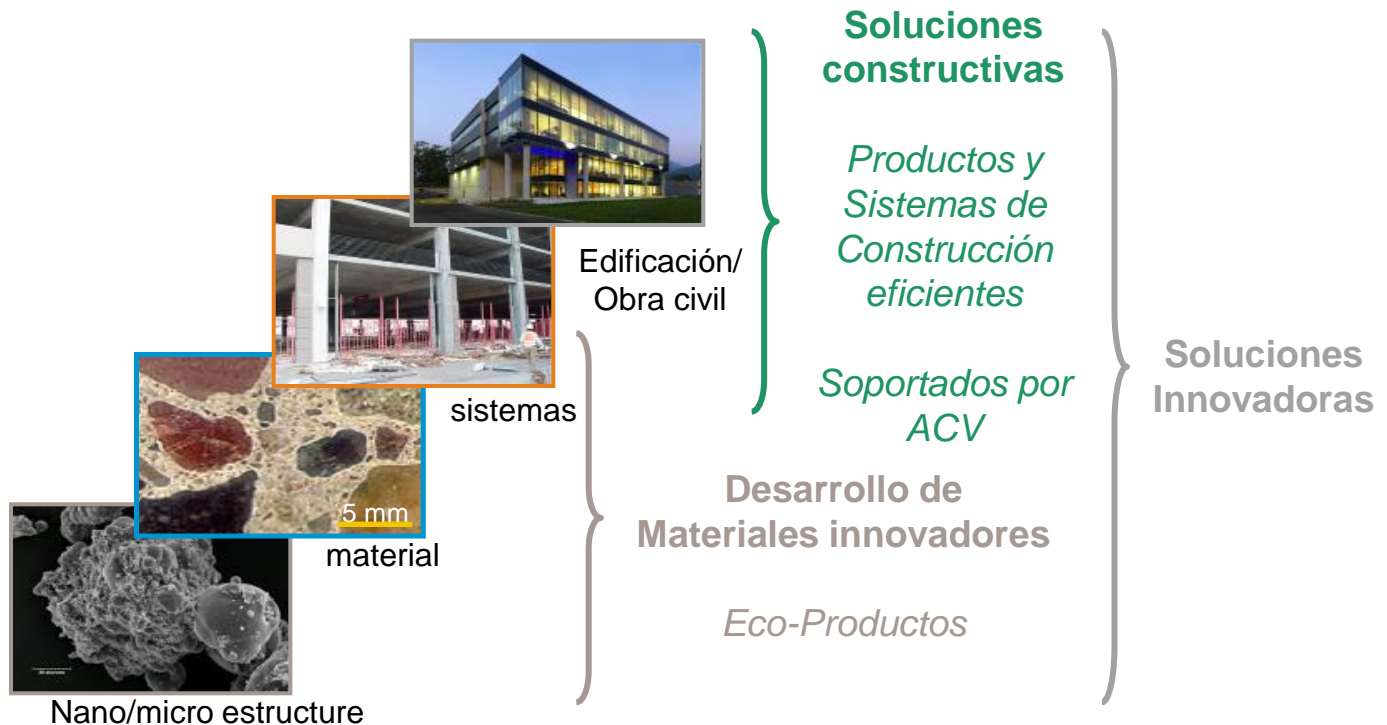 Soluciones
constructivas
Productos y
Sistemas de
Construcción
eficientes
Soportados por
ACV
Edificación/
Obra civil
sistemas
5 mm
material
Nano/micro estructure
Desarrollo de
Materiales innovadores
Eco-Productos
Soluciones
Innovadoras